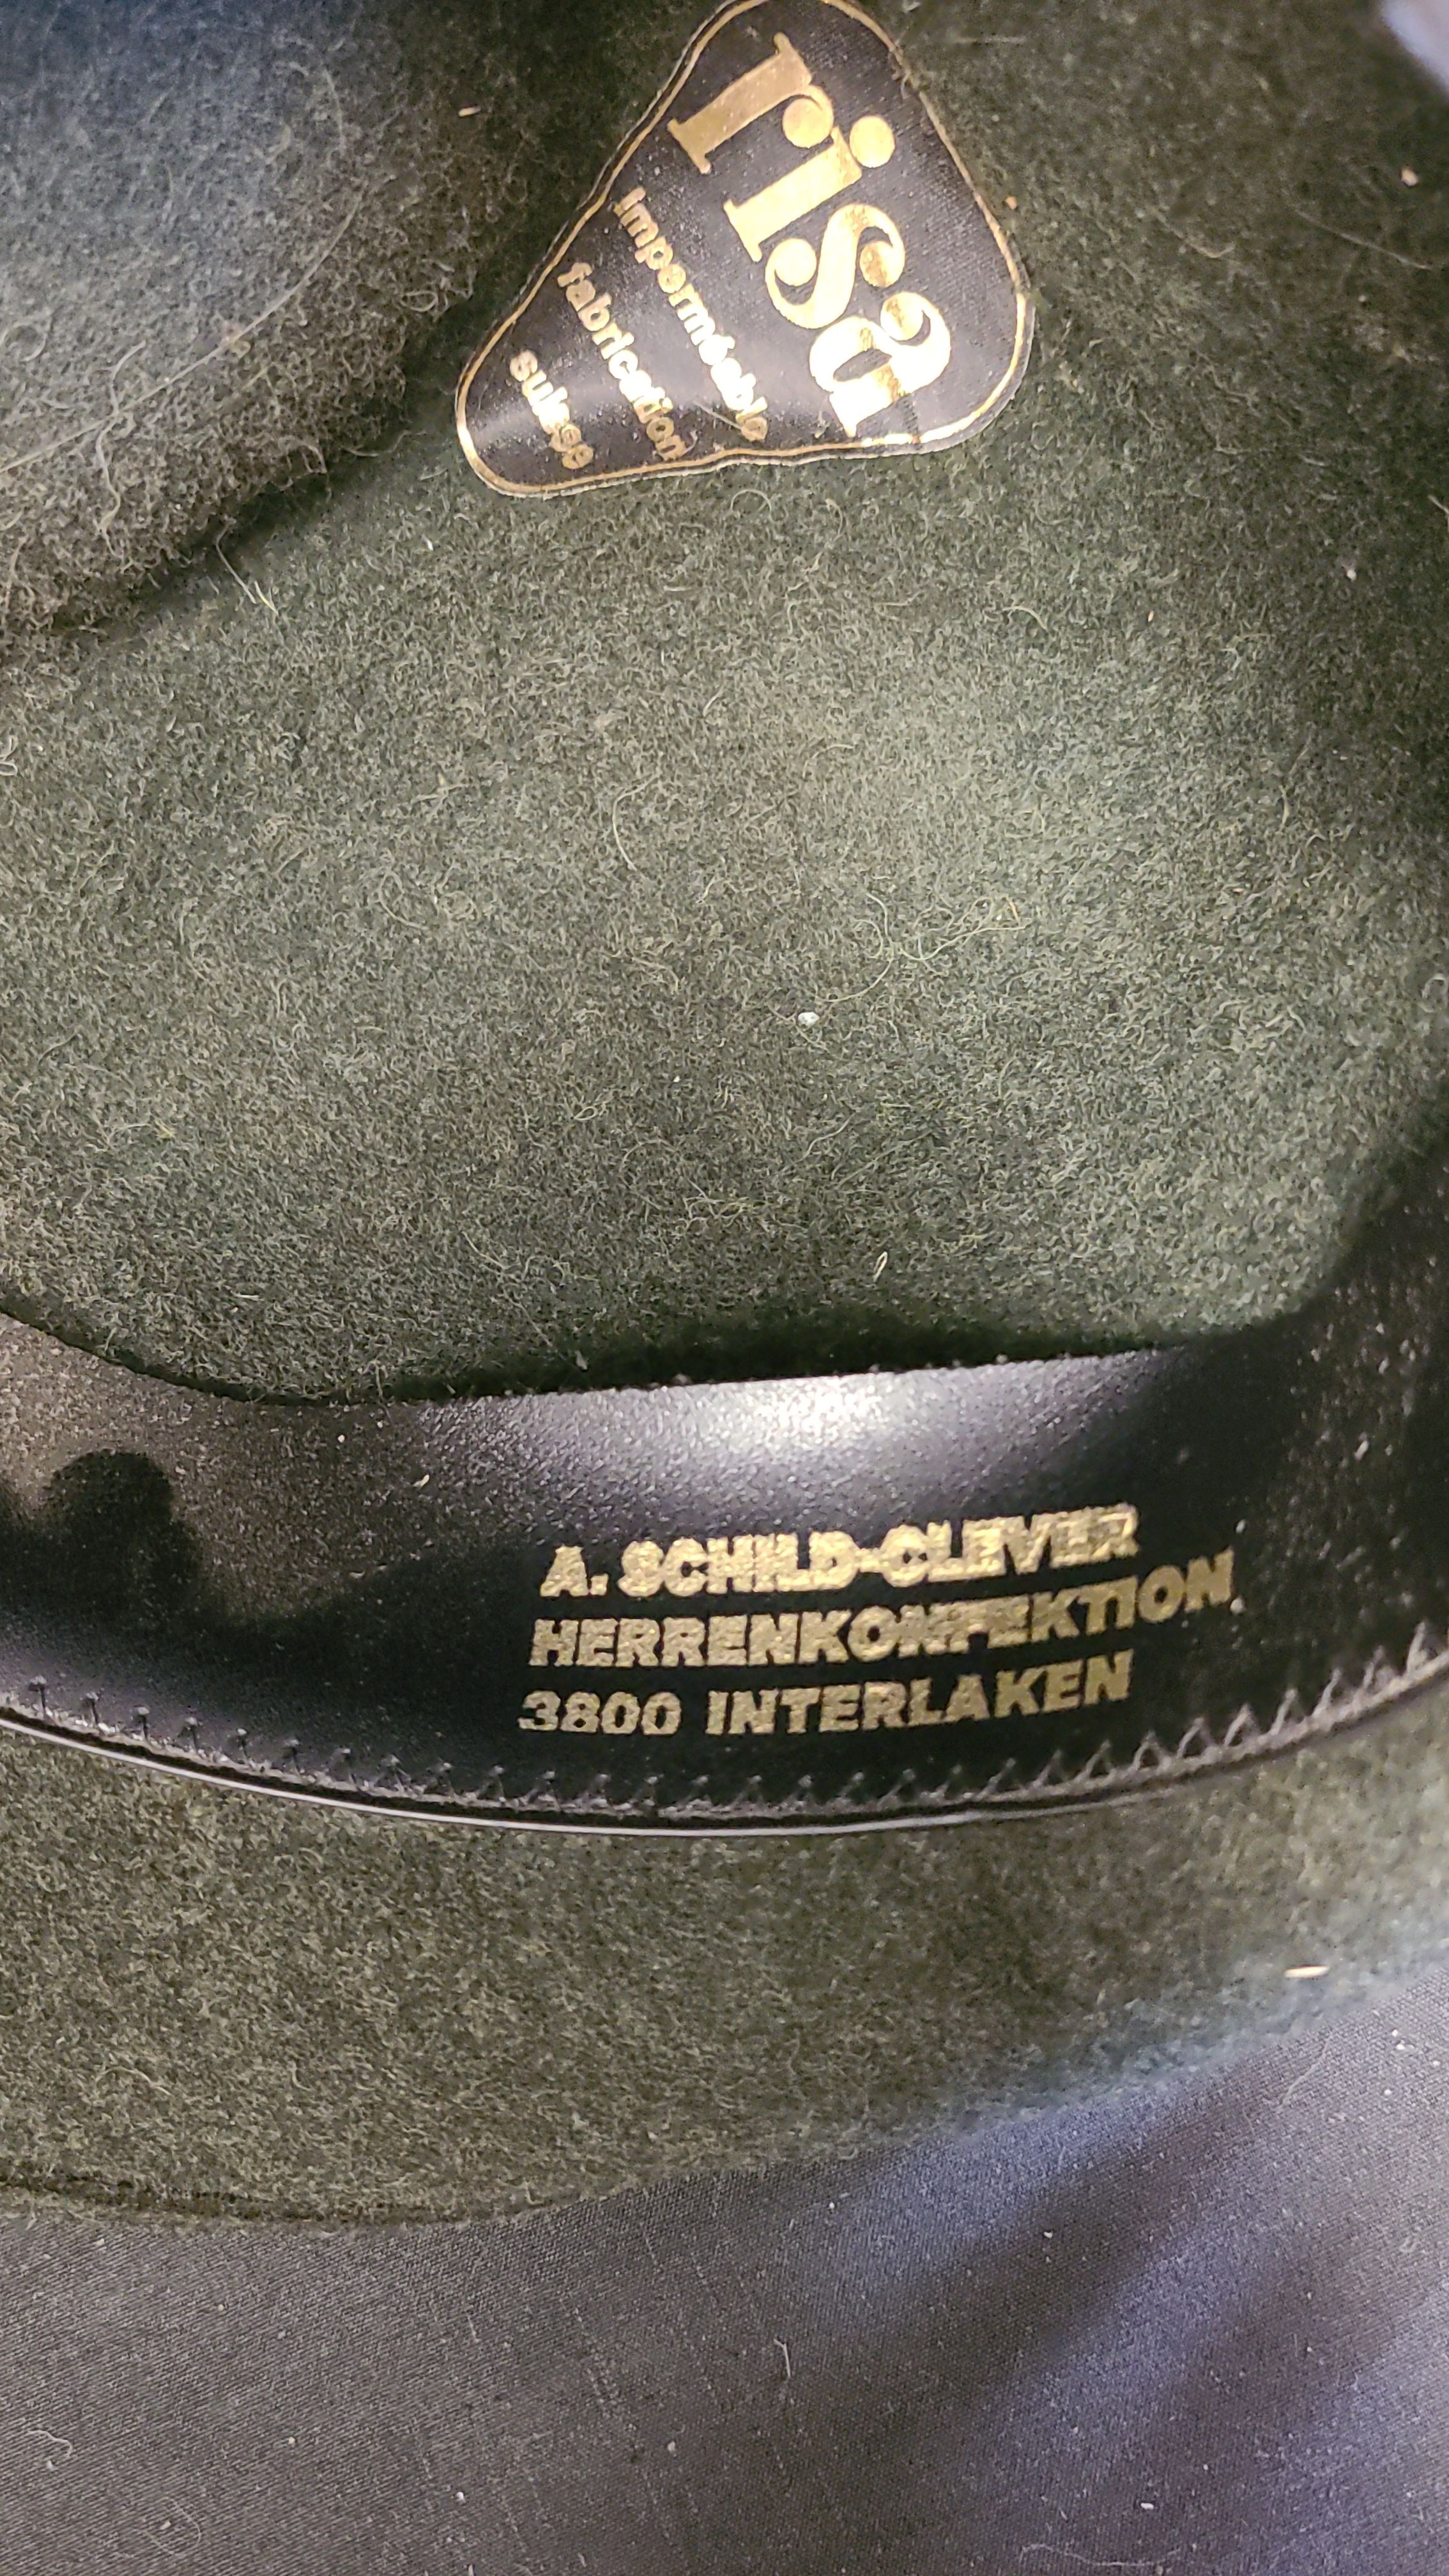 risa
imperméable
fabrication
suisse
A. SCHILD-CLEVER
HERRENKONFEKTION
3800 INTERLAKEN